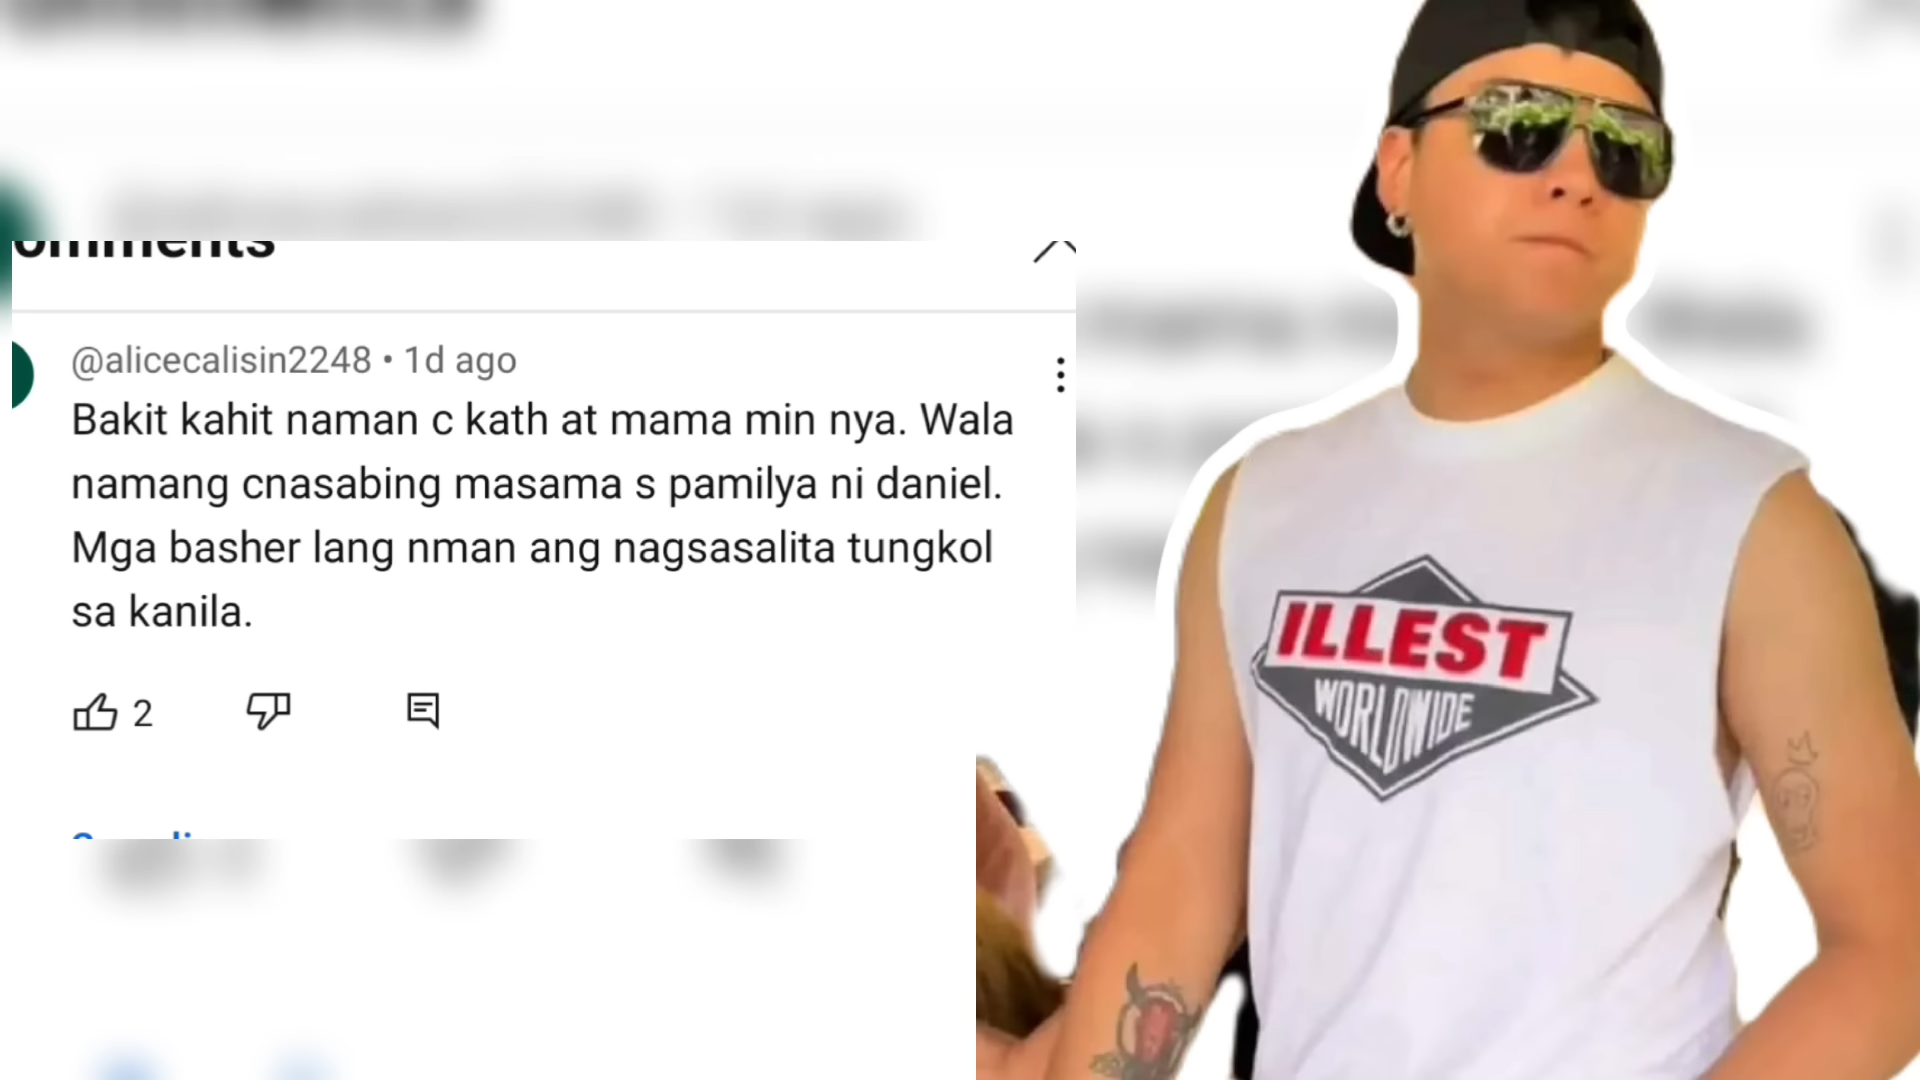 omments
@alicecalisin2248 • 1d ago
Bakit kahit naman c kath at mama min nya. Wala
namang cnasabing masama s pamilya ni daniel.
Mga basher lang nman ang nagsasalita tungkol
sa kanila.
2
ILLEST
WORLDWIDE